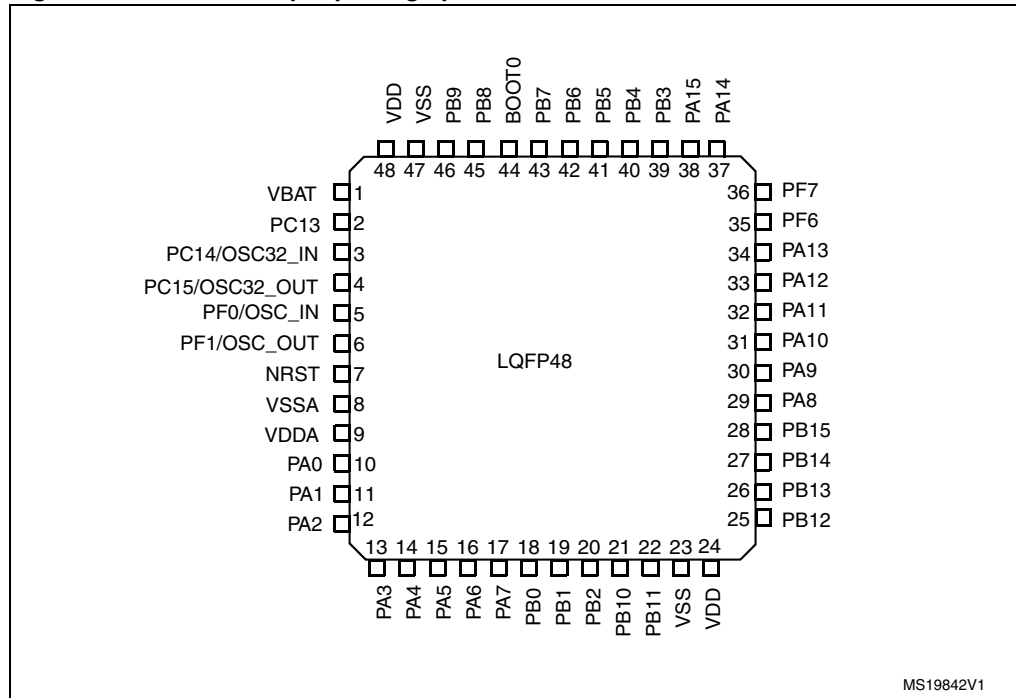 VDD
VSS
PB9
PB8
BOOT0
PB7
PB6
PB5
PB4
PB3
PA15
PA14
48 47 46 45 44 43 42 41 40 39 38 37
VBAT 1
PC13 2
PC14/OSC32_IN 3
PC15/OSC32_OUT 4
PF0/OSC_IN 5
PF1/OSC_OUT 6
NRST 7
VSSA 8
VDDA 9
PA0 10
PA1 11
PA2 12
LQFP48
36 PF7
35 PF6
34 PA13
33 PA12
32 PA11
31 PA10
30 PA9
29 PA8
28 PB15
27 PB14
26 PB13
25 PB12
13 14 15 16 17 18 19 20 21 22 23 24
PA3
PA4
PA5
PA6
PA7
PB0
PB1
PB2
PB10
PB11
VSS
VDD
MS19842V1